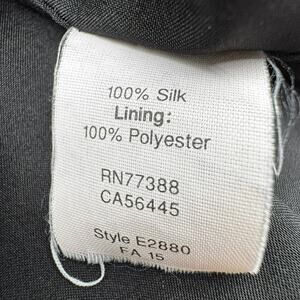 100% Silk
Lining:
100% Polyester
RN77388
CA56445
Style E2880
FA 15